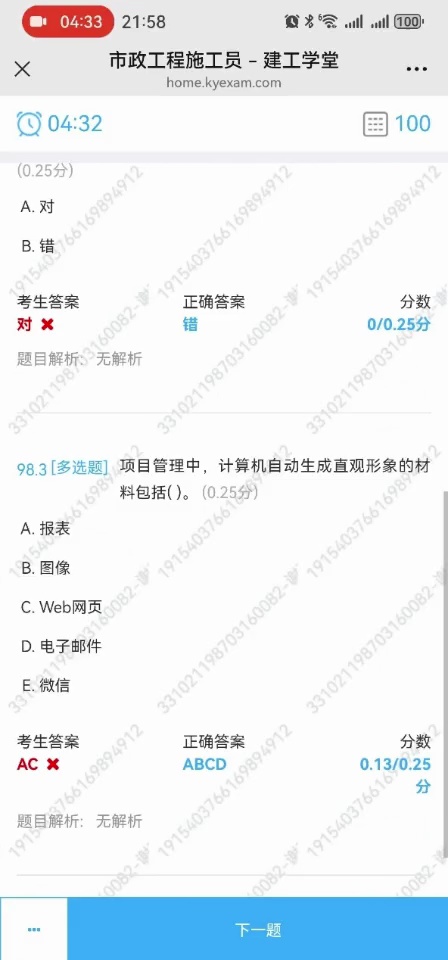 04:33 21:58 100
市政工程施工员 - 建工学堂
home.kyexam.com
04:32 100
(0.25分)
A. 对
B. 错
考生答案 正确答案 分数
对 错 0/0.25分
题目解析: 无解析
98.3 [多选题] 项目管理中，计算机自动生成直观形象的材
料包括( )。 (0.25分)
A. 报表
B. 图像
C. Web网页
D. 电子邮件
E. 微信
考生答案 正确答案 分数
AC ABCD 0.13/0.25
分
题目解析: 无解析
下一题